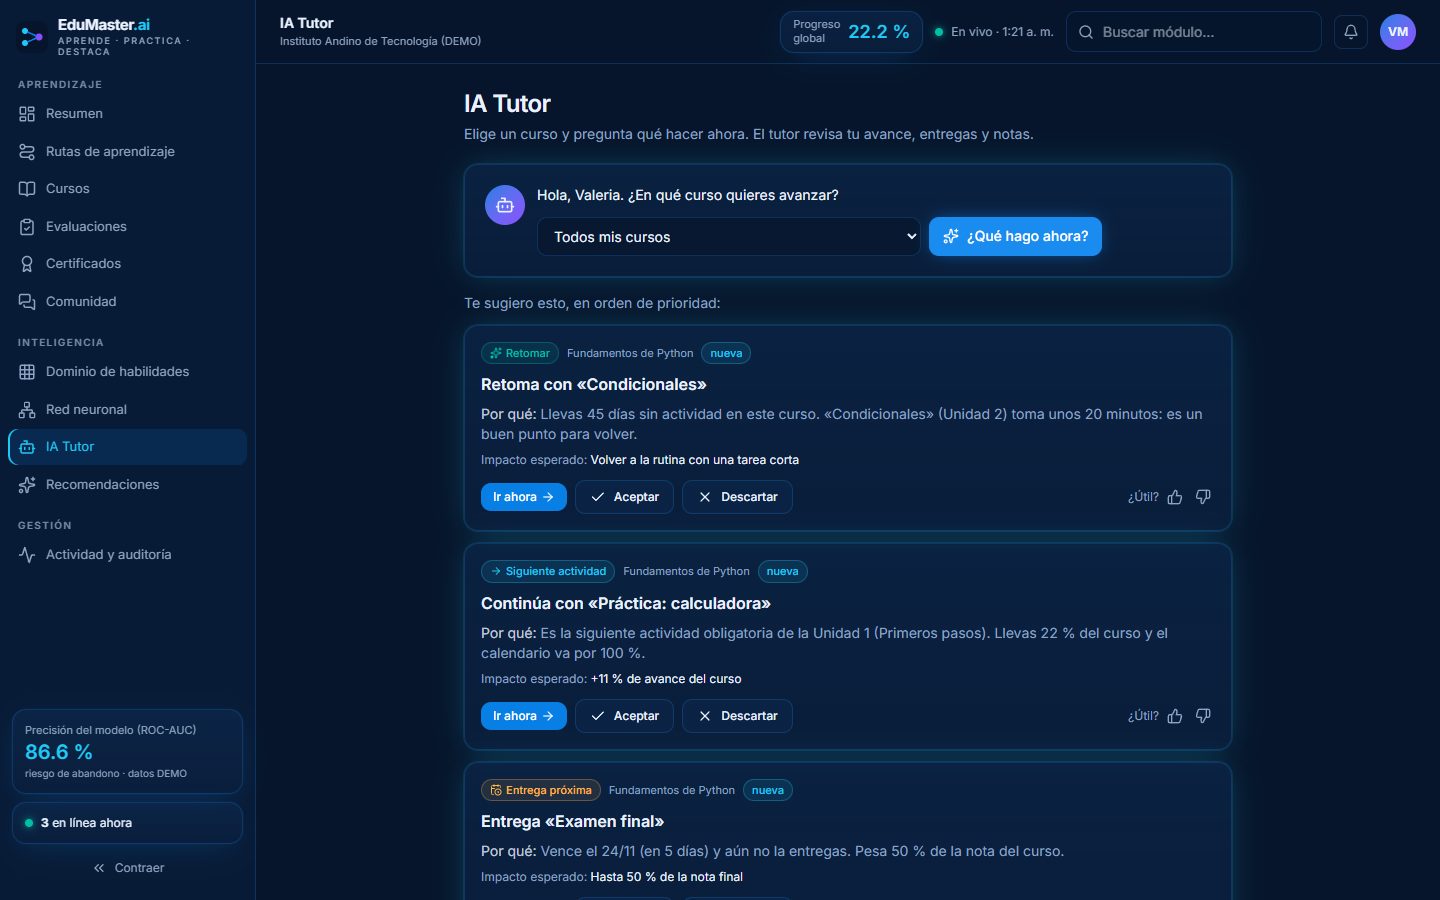 EduMaster.ai
APRENDE · PRACTICA ·
DESTACA
APRENDIZAJE
Resumen
Rutas de aprendizaje
Cursos
Evaluaciones
Certificados
Comunidad
INTELIGENCIA
Dominio de habilidades
Red neuronal
IA Tutor
Recomendaciones
GESTIÓN
Actividad y auditoría
Precisión del modelo (ROC-AUC)
86.6 %
riesgo de abandono · datos DEMO
3 en línea ahora
Contraer
IA Tutor
Instituto Andino de Tecnología (DEMO)
Progreso
global
22.2 %
En vivo · 1:21 a. m.
Buscar módulo...
VM
IA Tutor
Elige un curso y pregunta qué hacer ahora. El tutor revisa tu avance, entregas y notas.
Hola, Valeria. ¿En qué curso quieres avanzar?
Todos mis cursos
¿Qué hago ahora?
Te sugiero esto, en orden de prioridad:
Retomar Fundamentos de Python nueva
Retoma con «Condicionales»
Por qué: Llevas 45 días sin actividad en este curso. «Condicionales» (Unidad 2) toma unos 20 minutos: es un
buen punto para volver.
Impacto esperado: Volver a la rutina con una tarea corta
Ir ahora Aceptar Descartar ¿Útil?
Siguiente actividad Fundamentos de Python nueva
Continúa con «Práctica: calculadora»
Por qué: Es la siguiente actividad obligatoria de la Unidad 1 (Primeros pasos). Llevas 22 % del curso y el
calendario va por 100 %.
Impacto esperado: +11 % de avance del curso
Ir ahora Aceptar Descartar ¿Útil?
Entrega próxima Fundamentos de Python nueva
Entrega «Examen final»
Por qué: Vence el 24/11 (en 5 días) y aún no la entregas. Pesa 50 % de la nota del curso.
Impacto esperado: Hasta 50 % de la nota final